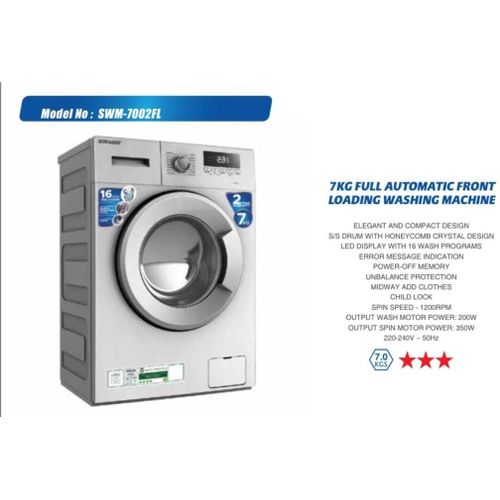 Model No : SWM-7002FL
2:31
16
2
7
7KG FULL AUTOMATIC FRONT
LOADING WASHING MACHINE
ELEGANT AND COMPACT DESIGN
S/S DRUM WITH HONEYCOMB CRYSTAL DESIGN
LED DISPLAY WITH 16 WASH PROGRAMS
ERROR MESSAGE INDICATION
POWER-OFF MEMORY
UNBALANCE PROTECTION
MIDWAY ADD CLOTHES
CHILD LOCK
SPIN SPEED - 1200RPM
OUTPUT WASH MOTOR POWER: 200W
OUTPUT SPIN MOTOR POWER: 350W
220-240V ~ 50Hz
7.0
KGS